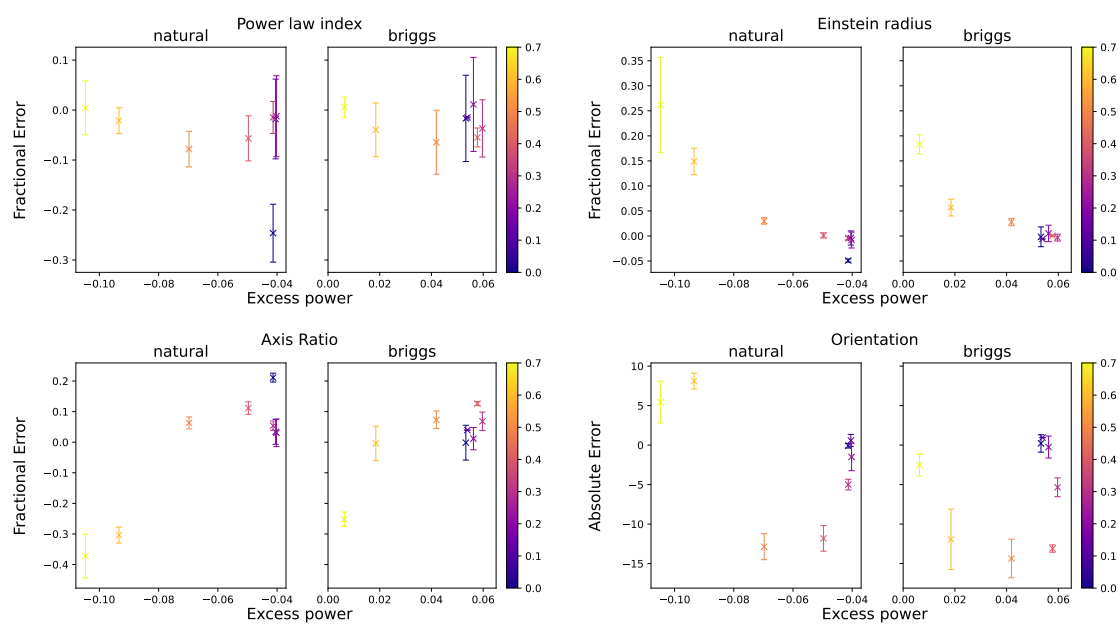 Power law index
natural
briggs
Fractional Error
0.1
0.0
−0.1
−0.2
−0.3
−0.10 −0.08 −0.06 −0.04
0.00 0.02 0.04 0.06
Excess power
Excess power
0.7
0.6
0.5
0.4
0.3
0.2
0.1
0.0
Einstein radius
natural
briggs
Fractional Error
0.35
0.30
0.25
0.20
0.15
0.10
0.05
0.00
−0.05
−0.10 −0.08 −0.06 −0.04
0.00 0.02 0.04 0.06
Excess power
Excess power
0.7
0.6
0.5
0.4
0.3
0.2
0.1
0.0
Axis Ratio
natural
briggs
Fractional Error
0.2
0.1
0.0
−0.1
−0.2
−0.3
−0.4
−0.10 −0.08 −0.06 −0.04
0.00 0.02 0.04 0.06
Excess power
Excess power
0.7
0.6
0.5
0.4
0.3
0.2
0.1
0.0
Orientation
natural
briggs
Absolute Error
10
5
0
−5
−10
−15
−0.10 −0.08 −0.06 −0.04
0.00 0.02 0.04 0.06
Excess power
Excess power
0.7
0.6
0.5
0.4
0.3
0.2
0.1
0.0